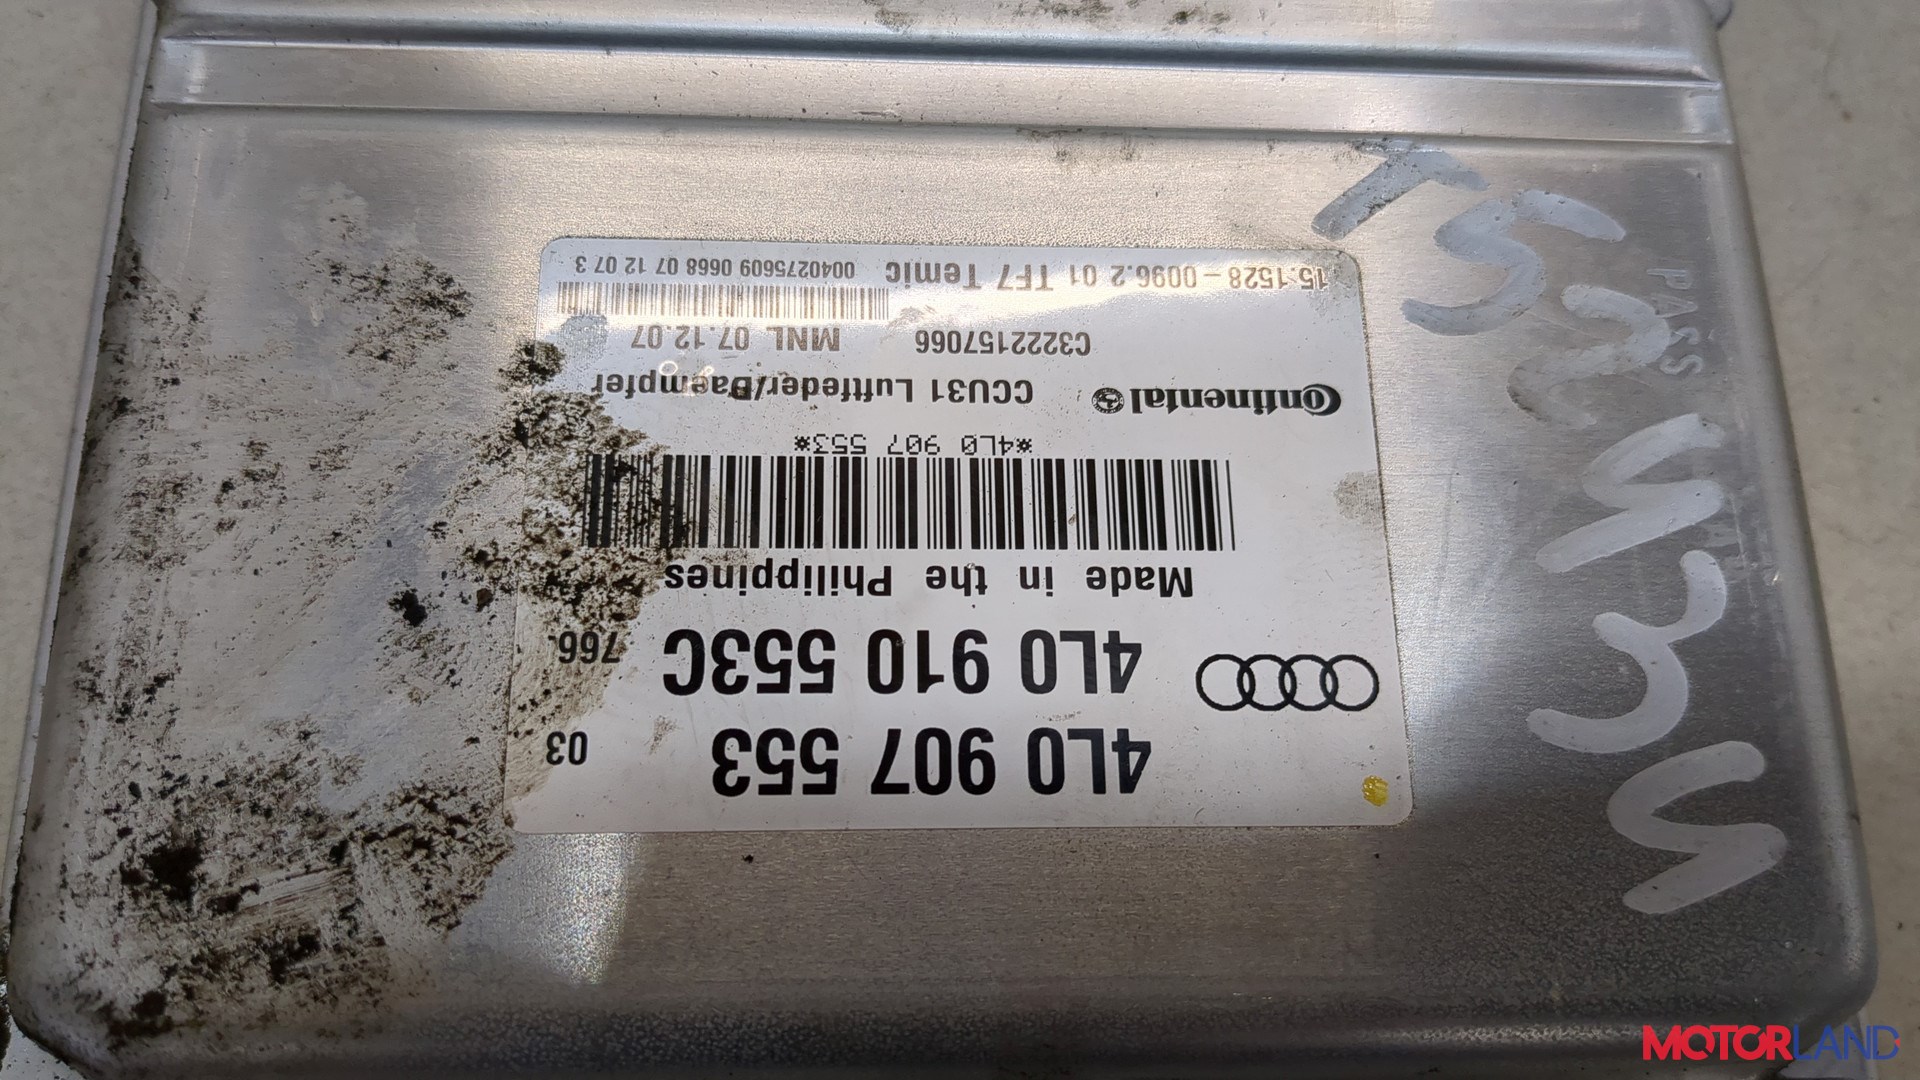 4L0 907 553 03
4L0 910 553C 766.
Made in the Philippines
*4L0 907 553*
Continental CCU31 Luftfeder/Daempfer
C3222157066 MNL 07.12.07
15.1528-0096.2 01 TF7 Temic 0040275609 0668 07 12 07 3
PASS
MOTORLAND